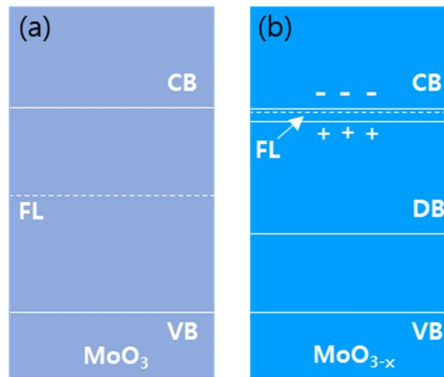 (a)
CB
FL
VB
MoO₃
(b)
- - -
CB
FL
+ + +
DB
VB
MoO₃₋ₓ